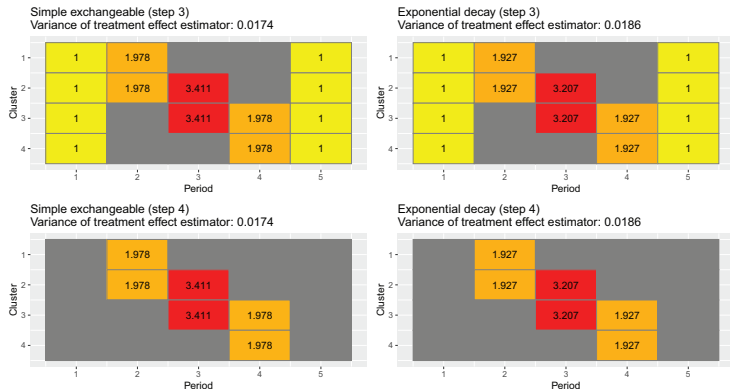 Simple exchangeable (step 3)
Variance of treatment effect estimator: 0.0174
Cluster
1 1 1.978 1
2 1 1.978 3.411 1
3 1 3.411 1.978 1
4 1 1.978 1
1 2 3 4 5
Period
Exponential decay (step 3)
Variance of treatment effect estimator: 0.0186
Cluster
1 1 1.927 1
2 1 1.927 3.207 1
3 1 3.207 1.927 1
4 1 1.927 1
1 2 3 4 5
Period
Simple exchangeable (step 4)
Variance of treatment effect estimator: 0.0174
Cluster
1 1.978
2 1.978 3.411
3 3.411 1.978
4 1.978
1 2 3 4 5
Period
Exponential decay (step 4)
Variance of treatment effect estimator: 0.0186
Cluster
1 1.927
2 1.927 3.207
3 3.207 1.927
4 1.927
1 2 3 4 5
Period